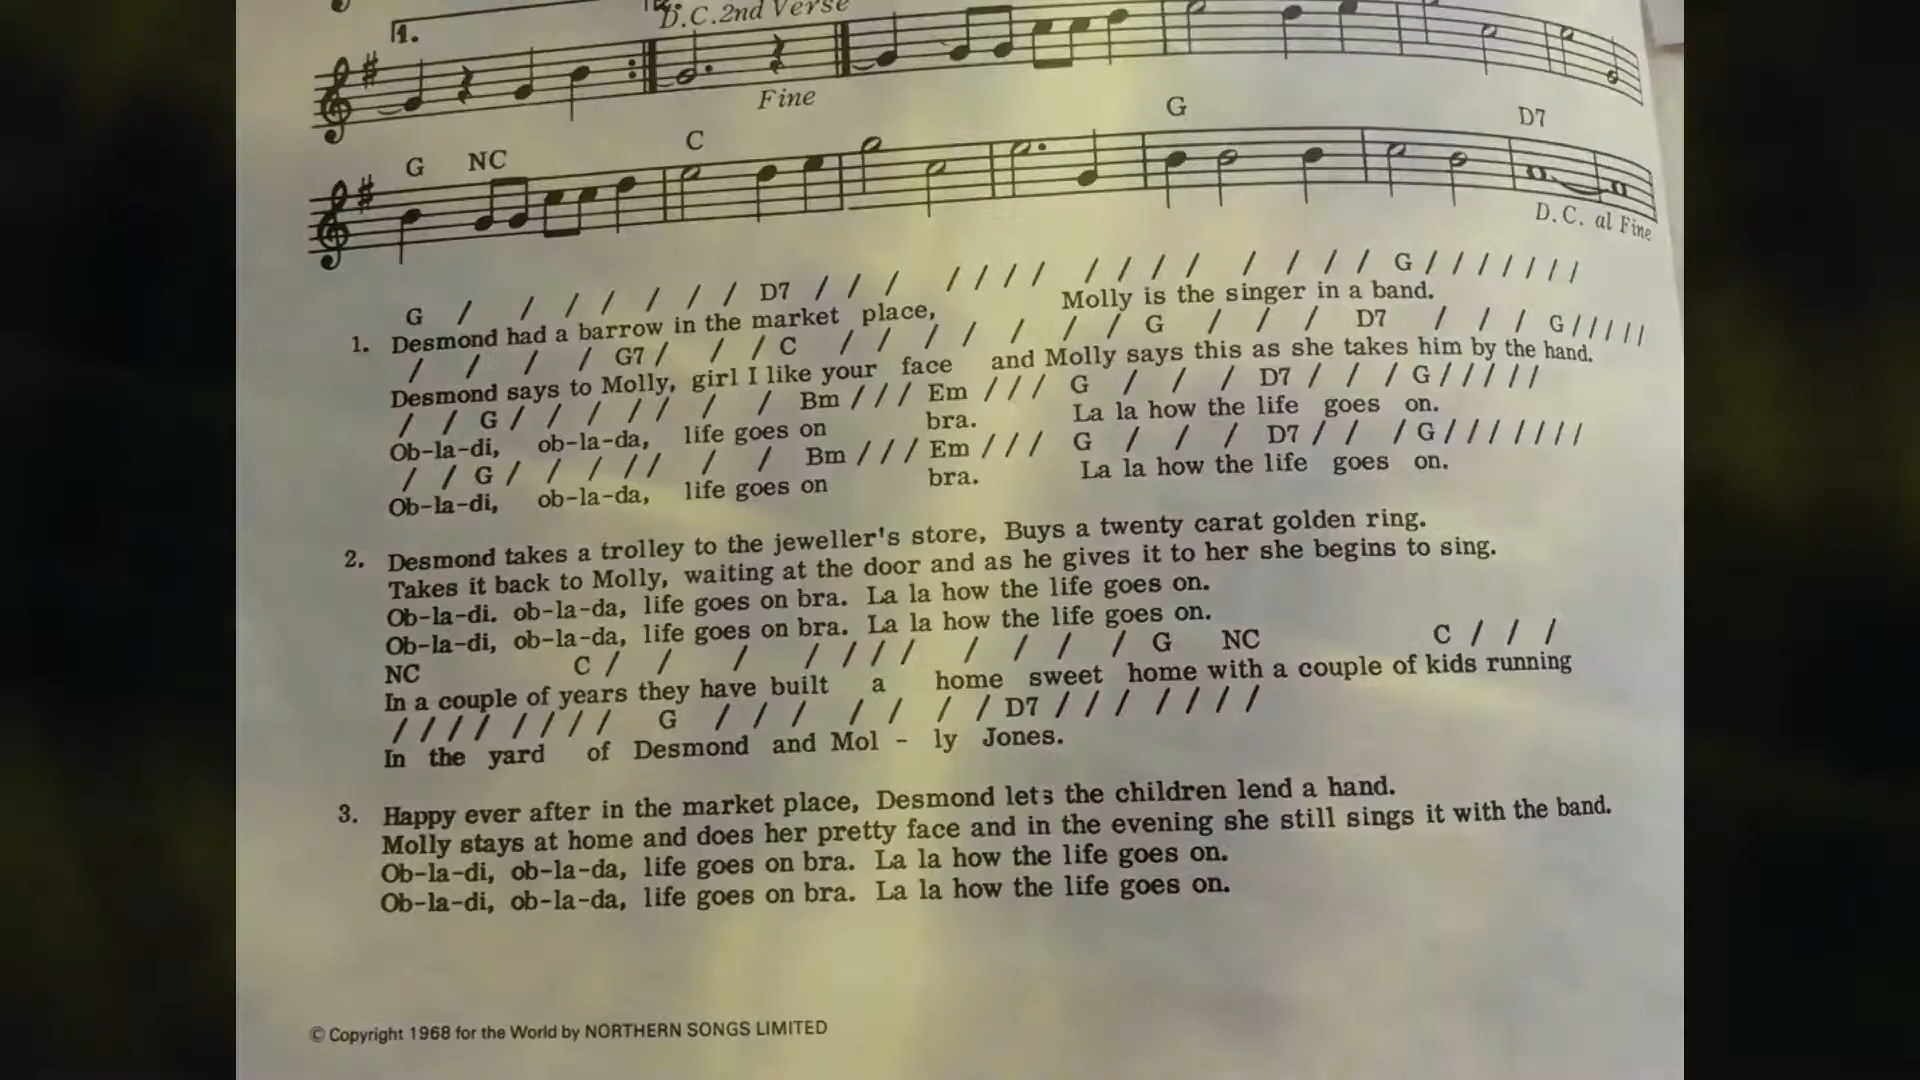 1.
D.C. 2nd Verse
Fine
G NC C G D7
D.C. al Fine
G / / / / / / / D7 / / / / / / / / / / / / / / / G / / / / / / / /
1. Desmond had a barrow in the market place, Molly is the singer in a band.
/ / / / G7 / / / C / / / / / / / G / / / D7 / / / G / / / / /
Desmond says to Molly, girl I like your face and Molly says this as she takes him by the hand.
/ / G / / / / / / / Bm / / / Em / / / G / / / D7 / / / G / / / / /
Ob-la-di, ob-la-da, life goes on bra. La la how the life goes on.
/ / G / / / / / / / Bm / / / Em / / / G / / / D7 / / / G / / / / / / / /
Ob-la-di, ob-la-da, life goes on bra. La la how the life goes on.
2. Desmond takes a trolley to the jeweller's store, Buys a twenty carat golden ring.
Takes it back to Molly, waiting at the door and as he gives it to her she begins to sing.
Ob-la-di. ob-la-da, life goes on bra. La la how the life goes on.
Ob-la-di, ob-la-da, life goes on bra. La la how the life goes on.
NC C / / / / / / / / / / / G NC C / / /
In a couple of years they have built a home sweet home with a couple of kids running
/ / / / / / / / G / / / / / / / D7 / / / / / / /
In the yard of Desmond and Mol - ly Jones.
3. Happy ever after in the market place, Desmond lets the children lend a hand.
Molly stays at home and does her pretty face and in the evening she still sings it with the band.
Ob-la-di, ob-la-da, life goes on bra. La la how the life goes on.
Ob-la-di, ob-la-da, life goes on bra. La la how the life goes on.
© Copyright 1968 for the World by NORTHERN SONGS LIMITED